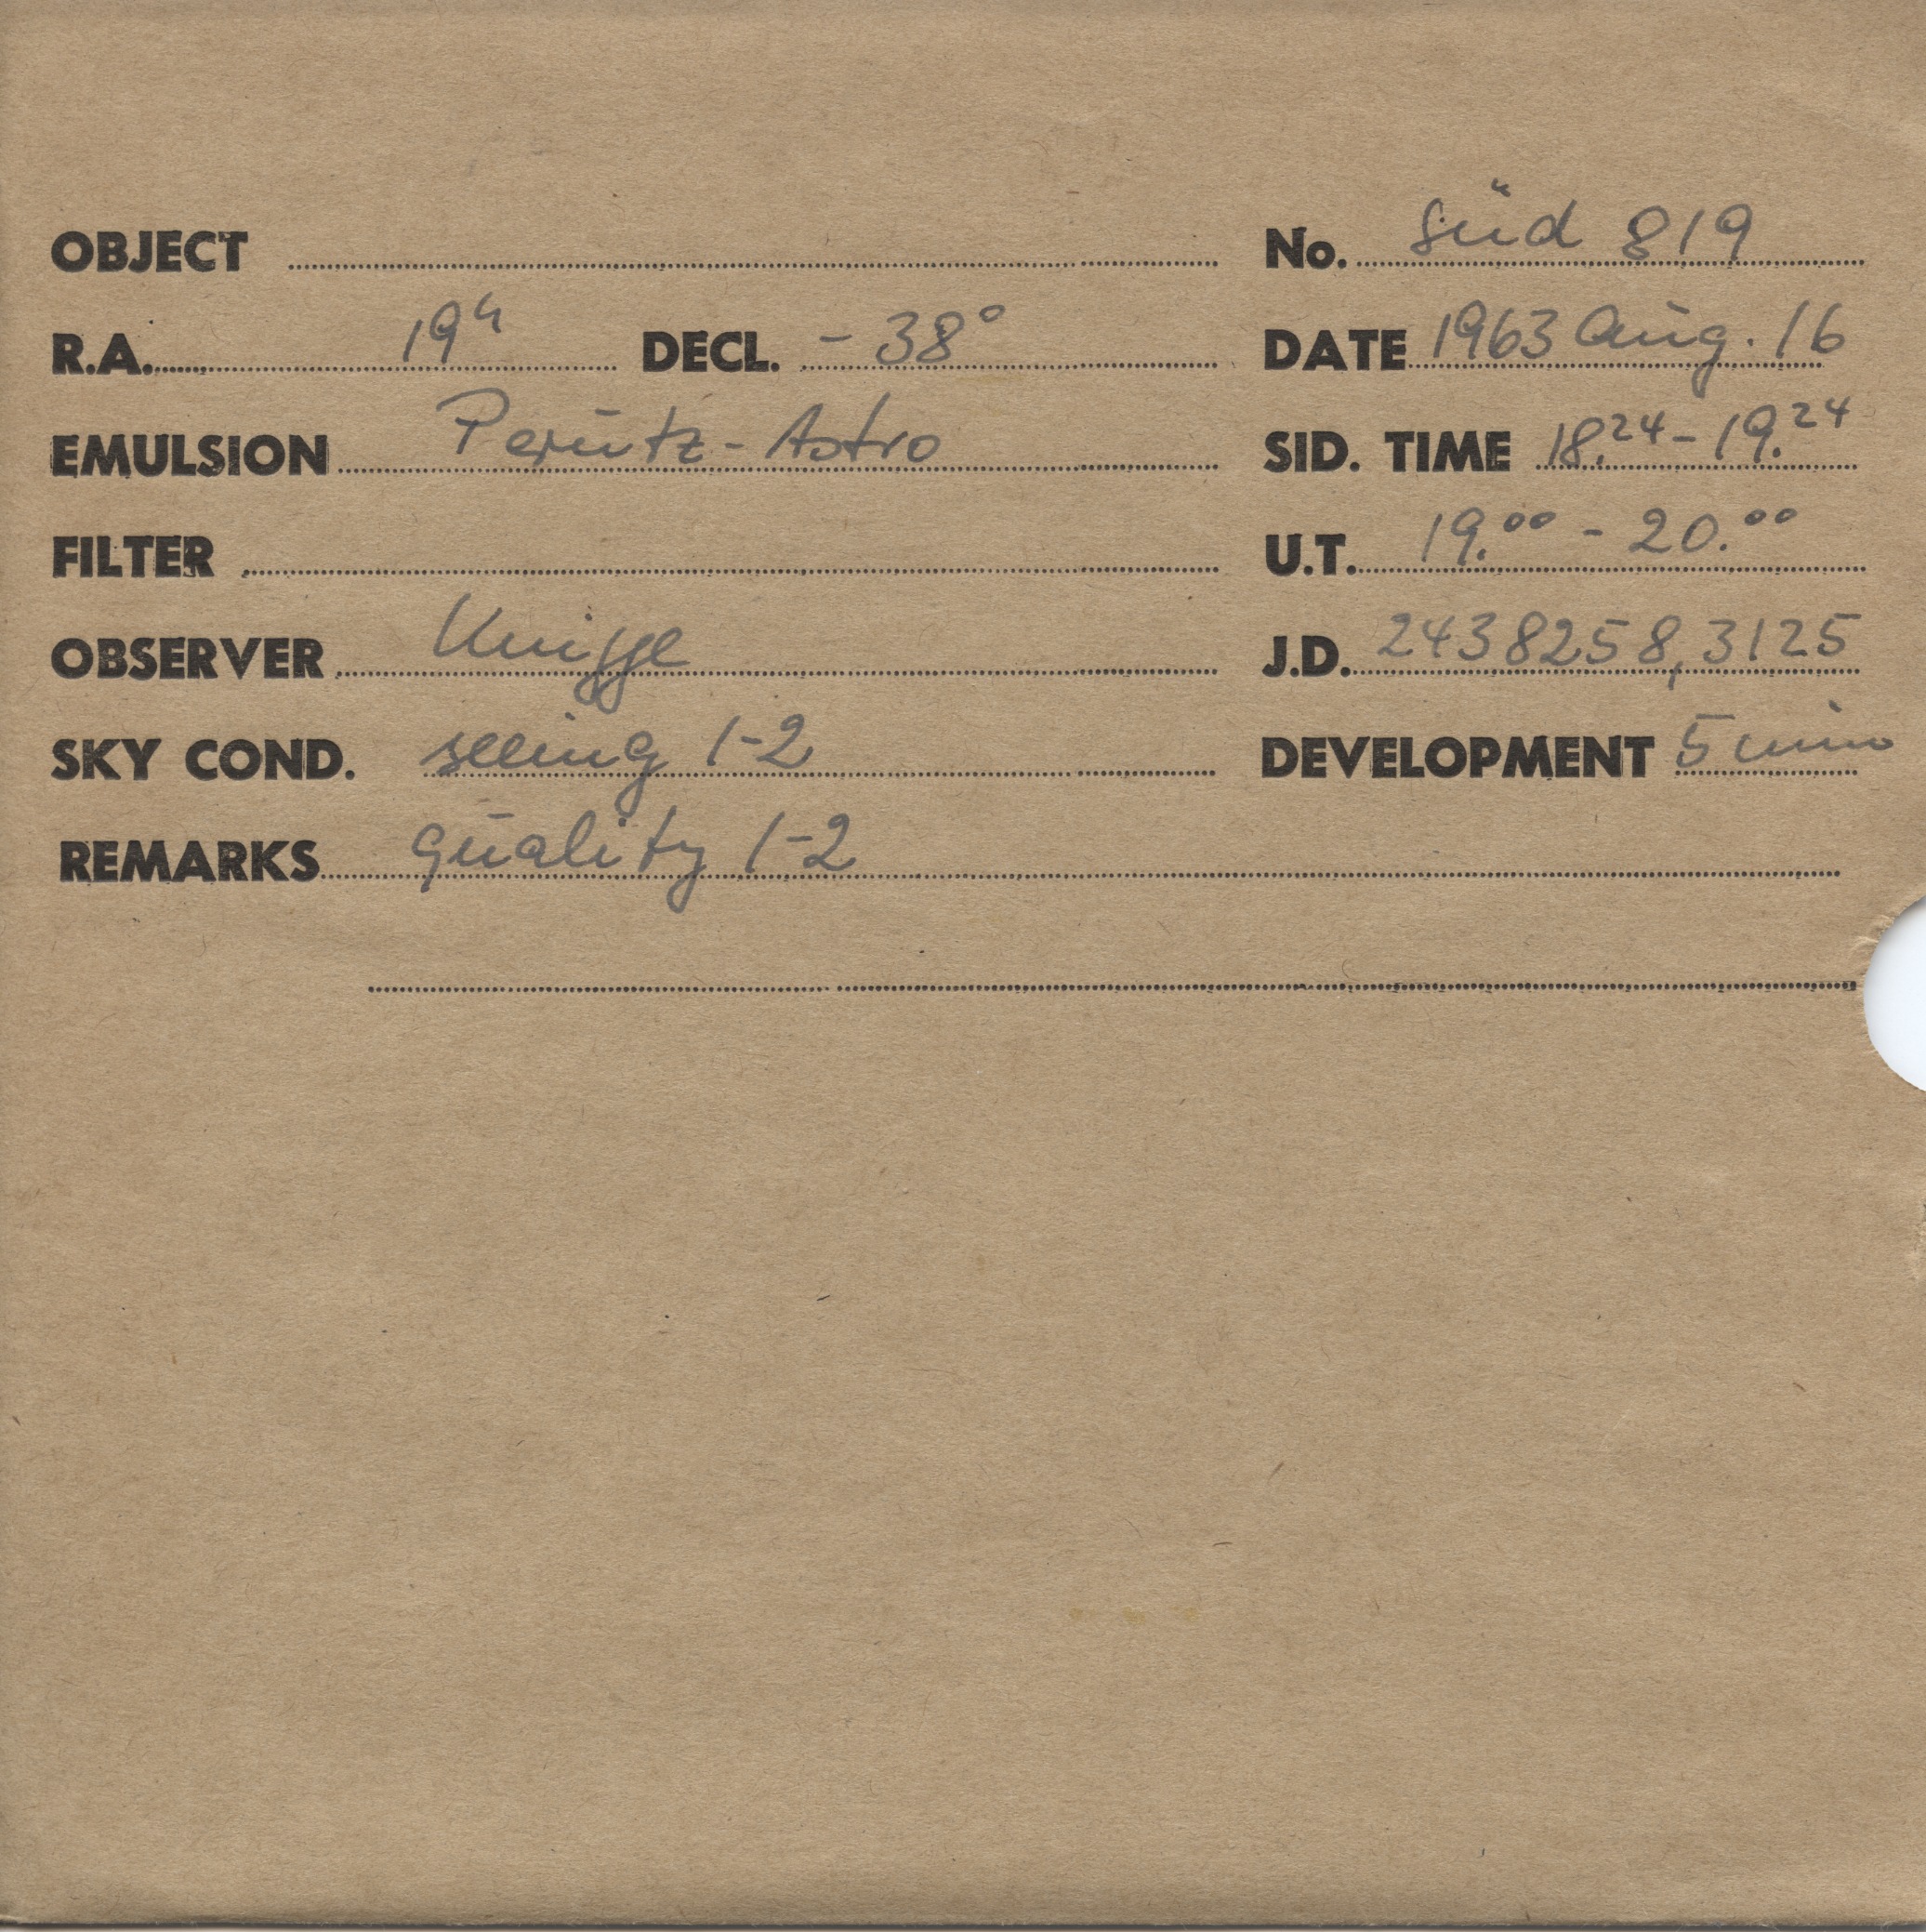 OBJECT No. Süd 819
R.A. 19h DECL. - 38° DATE 1963 Aug. 16
EMULSION Perutz - Astro SID. TIME 18.24 - 19.24
FILTER U.T. 19.00 - 20.00
OBSERVER Knigge J.D. 2438258,3125
SKY COND. seeing 1-2 DEVELOPMENT 5 min
REMARKS quality 1-2